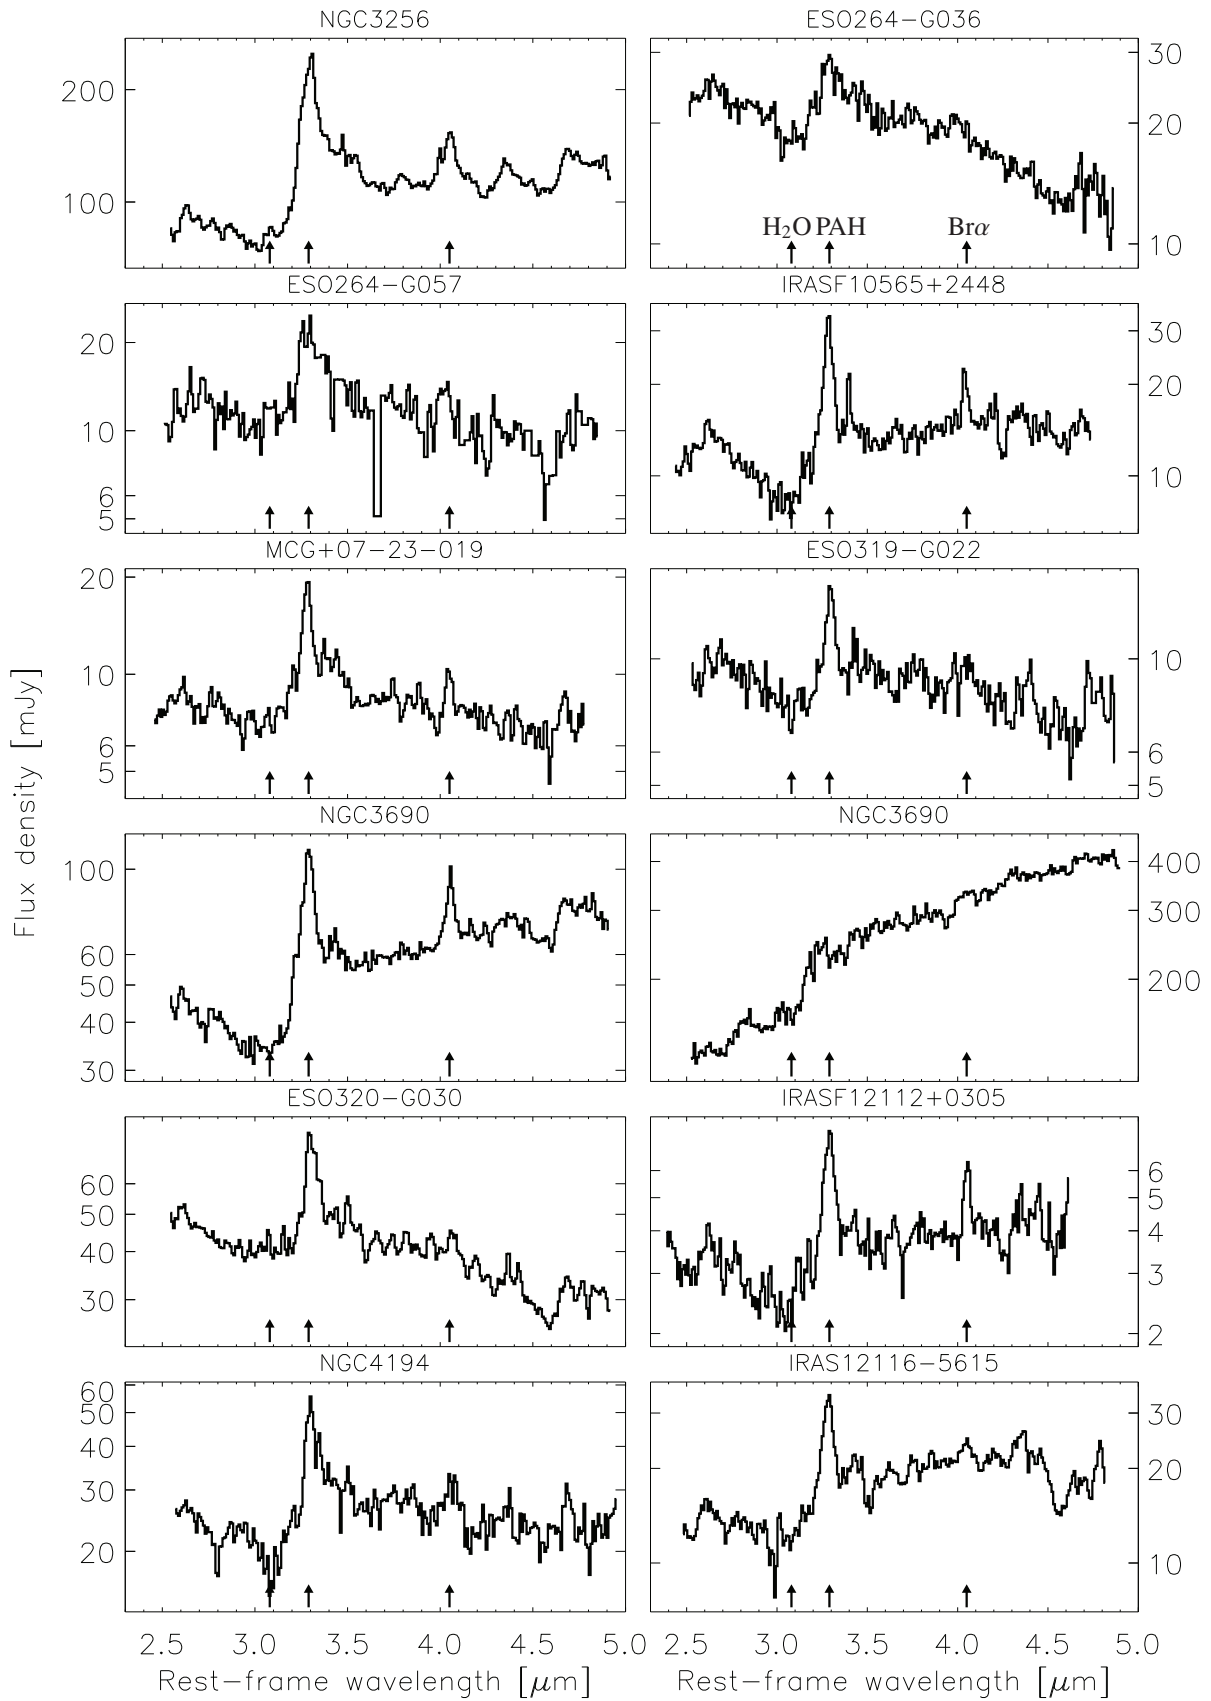 NGC3256
ESO264−G036
200
100
30
20
10
H₂O PAH Brα
ESO264−G057
IRASF10565+2448
20
10
6
5
30
20
10
MCG+07−23−019
ESO319−G022
20
10
6
5
10
6
5
NGC3690
NGC3690
100
60
50
40
30
400
300
200
ESO320−G030
IRASF12112+0305
60
50
40
30
6
5
4
3
2
NGC4194
IRAS12116−5615
60
50
40
30
20
30
20
10
Flux density [mJy]
2.5 3.0 3.5 4.0 4.5 5.0
2.5 3.0 3.5 4.0 4.5 5.0
Rest−frame wavelength [μm]
Rest−frame wavelength [μm]